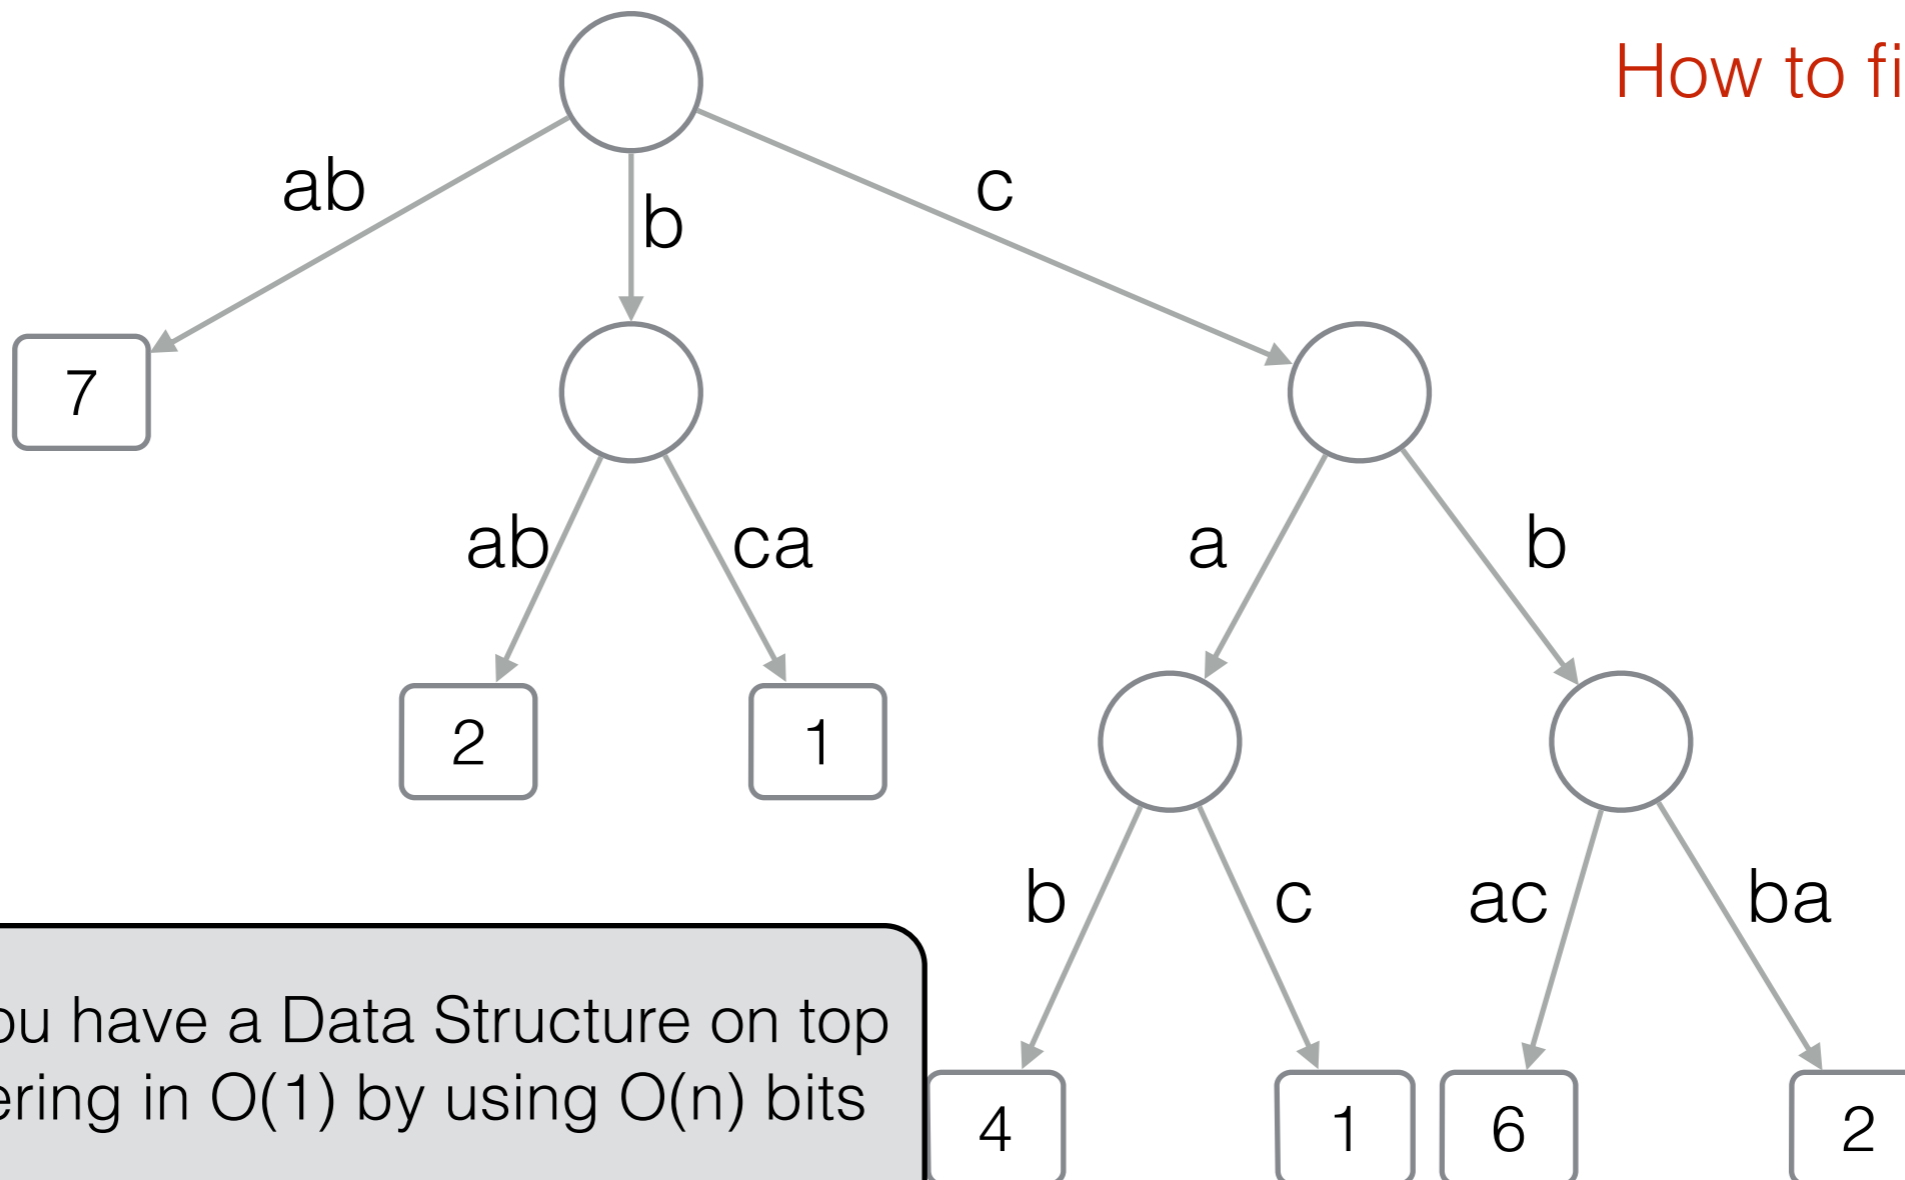 How to fi
ab
b
c
7
ab
ca
a
b
2
1
b
c
ac
ba
you have a Data Structure on top
ering in O(1) by using O(n) bits
4
1
6
2